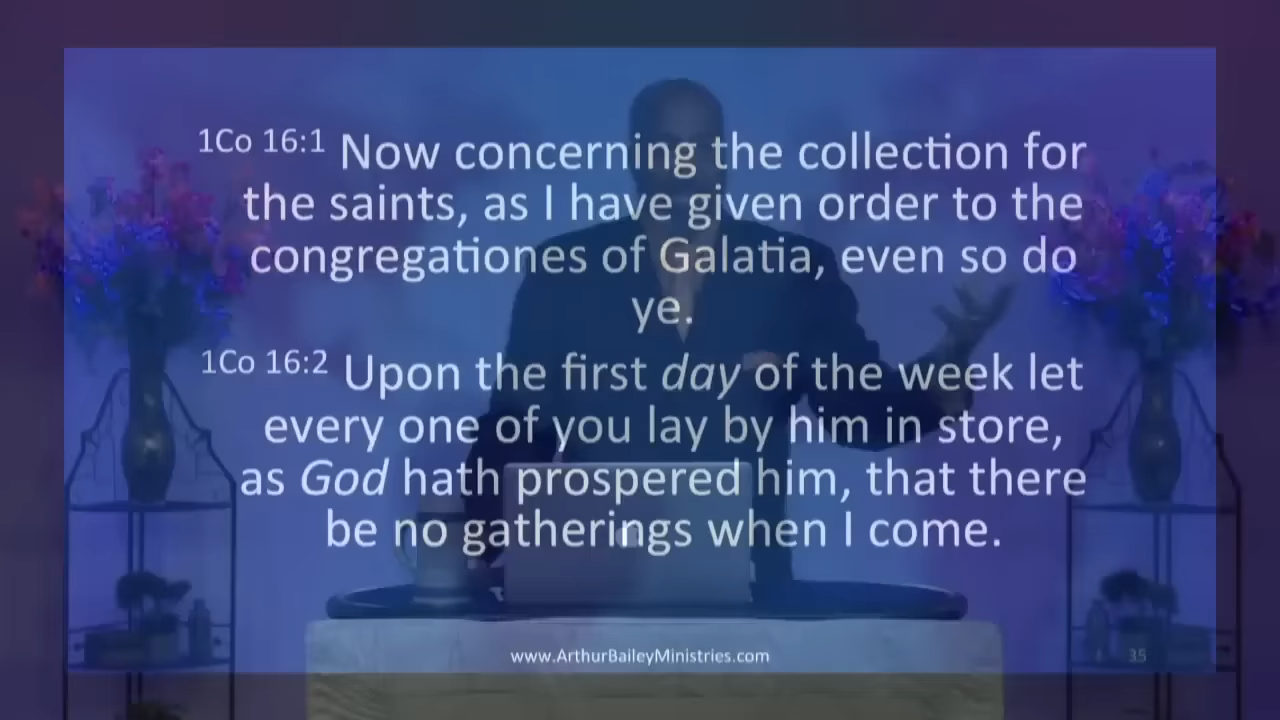 1Co 16:1 Now concerning the collection for
the saints, as I have given order to the
congregationes of Galatia, even so do
ye.
1Co 16:2 Upon the first day of the week let
every one of you lay by him in store,
as God hath prospered him, that there
be no gatherings when I come.
www.ArthurBaileyMinistries.com
35